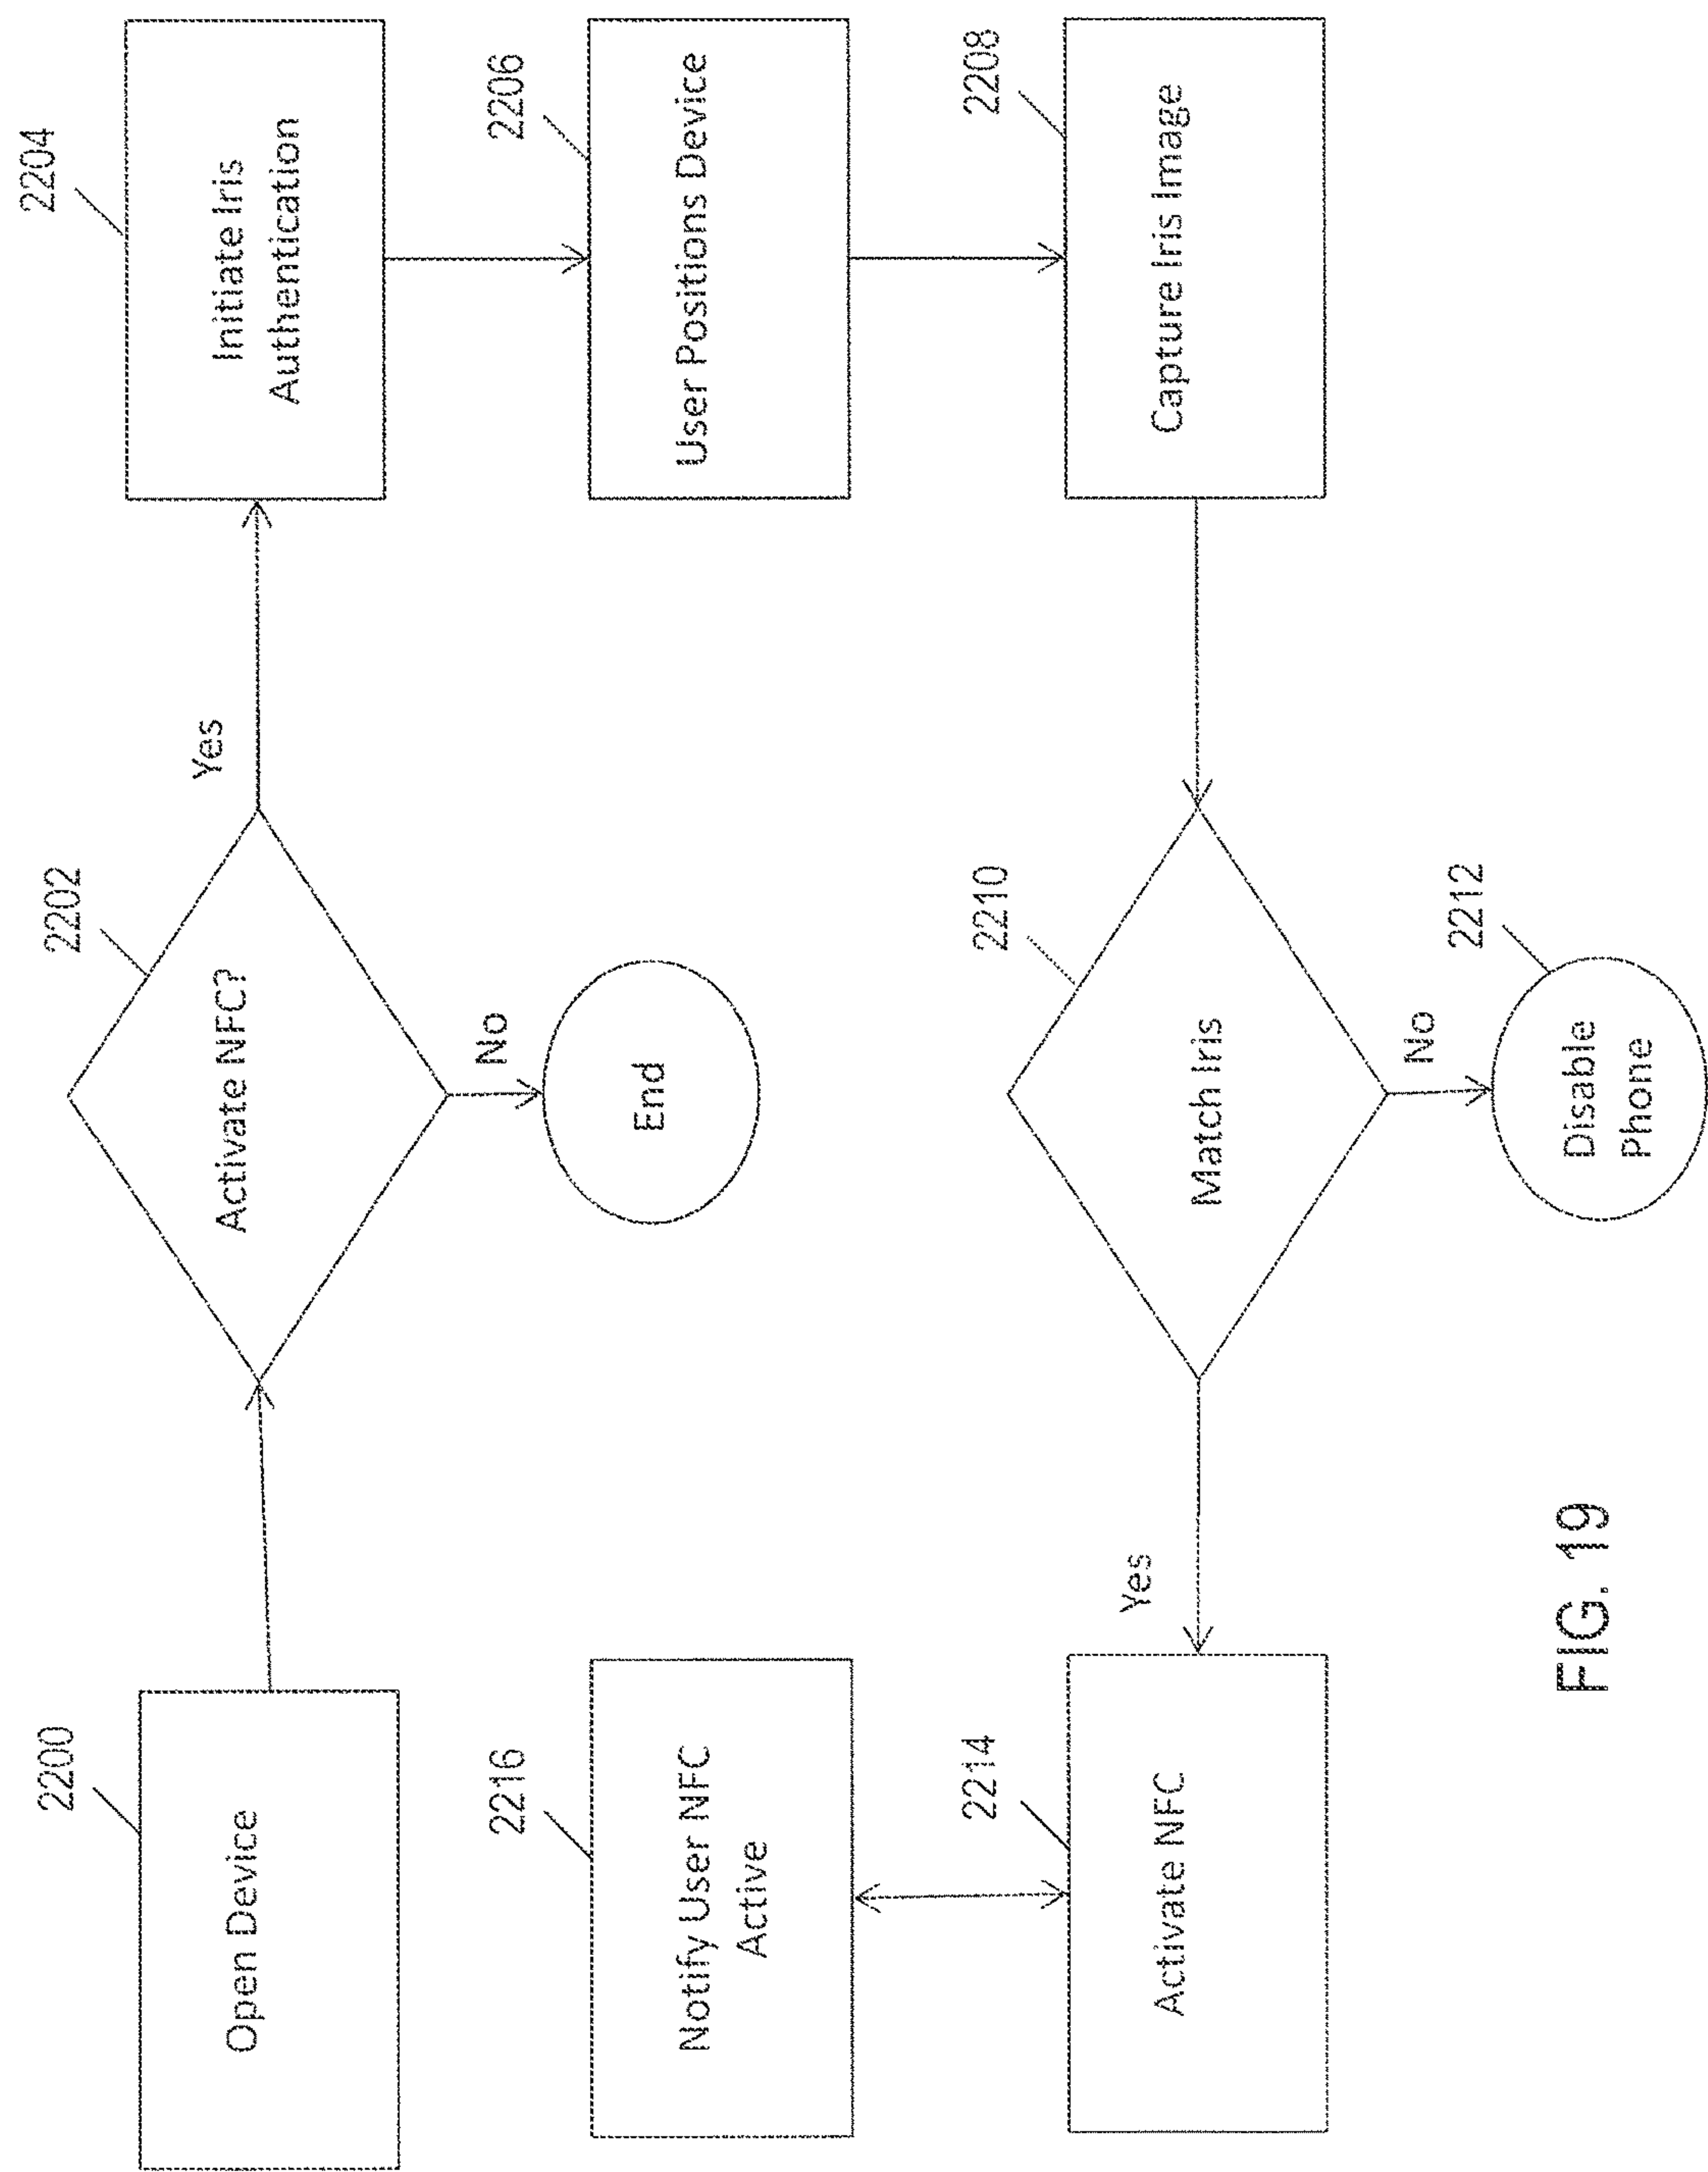 2200
Open Device
2202
Activate NFC?
Yes
No
End
2204
Initiate Iris
Authentication
2206
User Positions Device
2208
Capture Iris Image
2210
Match Iris
No
2212
Disable
Phone
Yes
2214
Activate NFC
2216
Notify User NFC
Active
FIG. 19